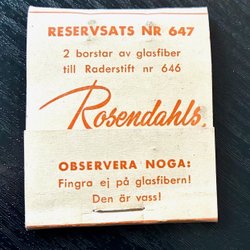 RESERVSATS NR 647
2 borstar av glasfiber
till Raderstift nr 646
Rosendahls
OBSERVERA NOGA:
Fingra ej på glasfibern!
Den är vass!